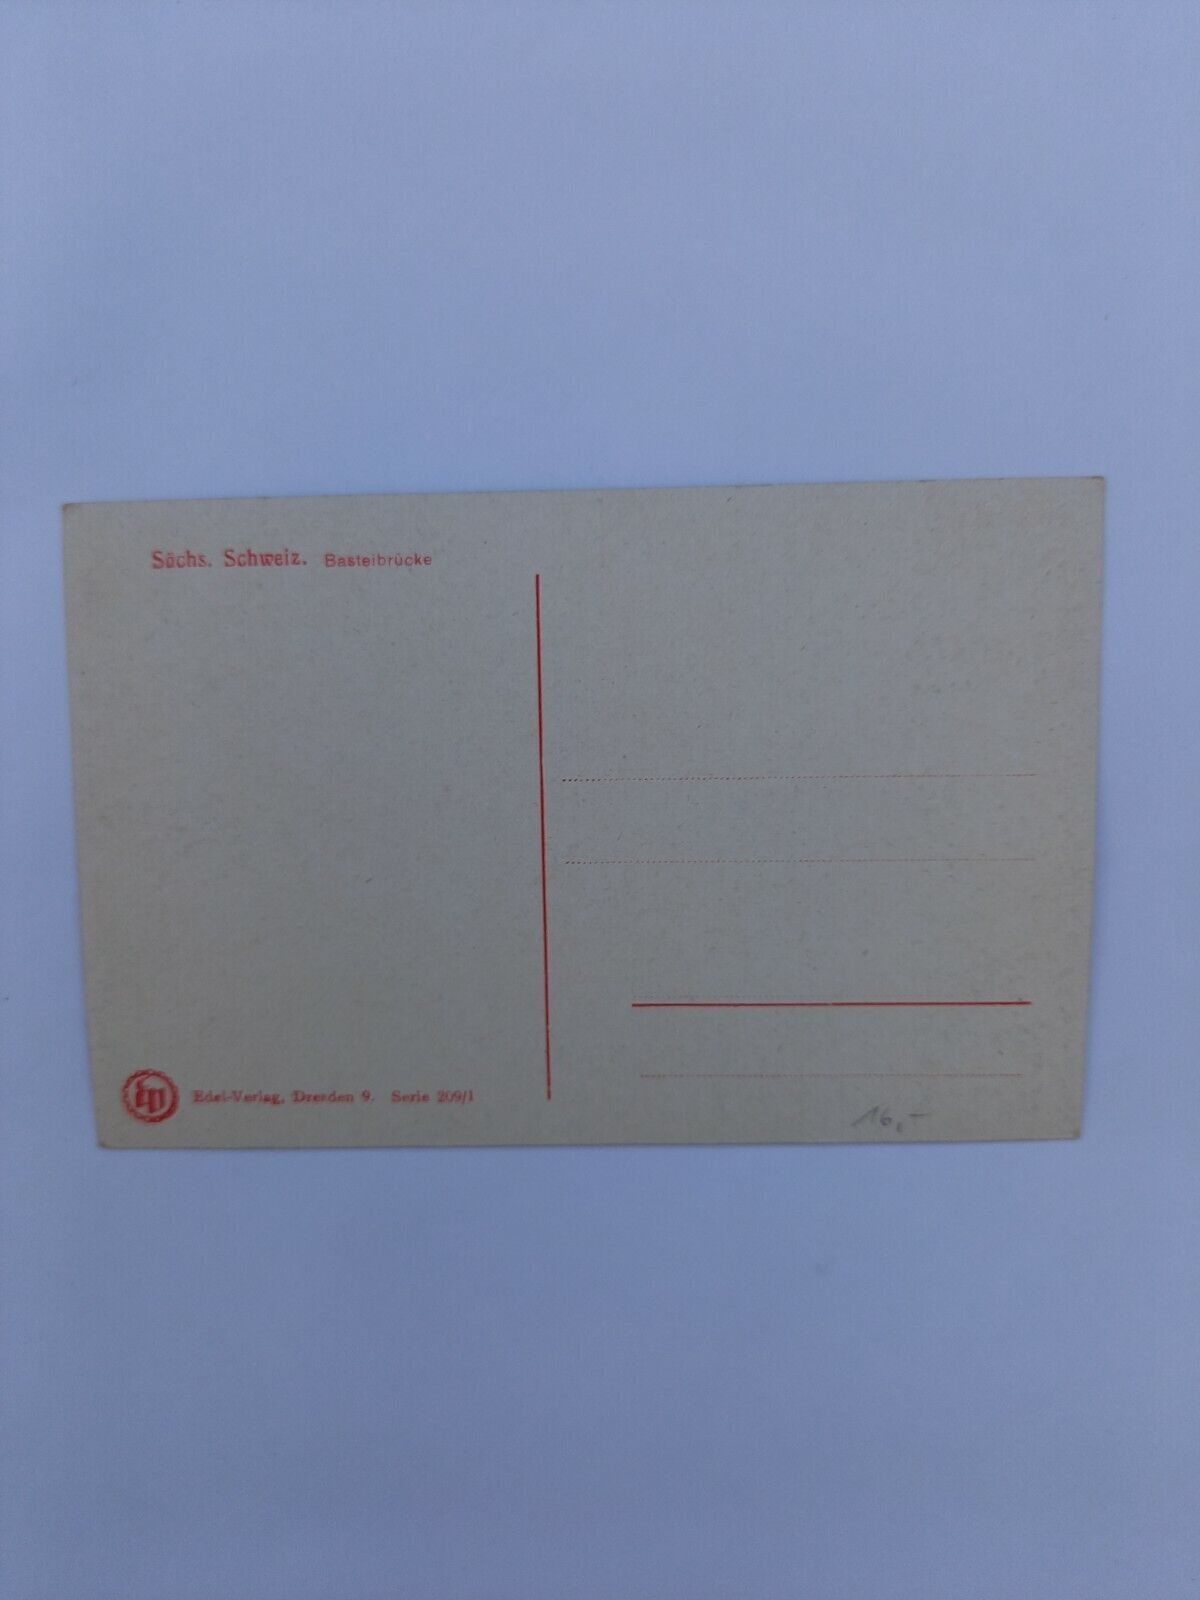 Sächs. Schweiz. Basteibrücke
Edel-Verlag, Dresden 9. Serie 209/1
16,-